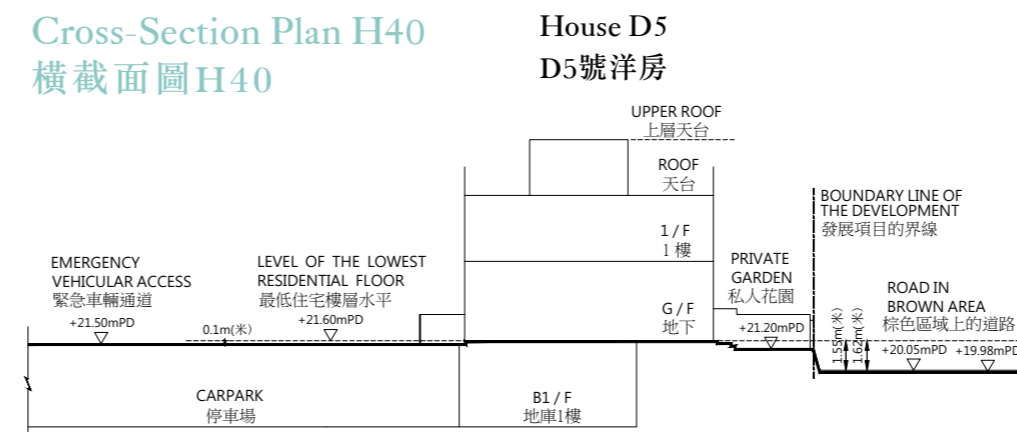 Cross-Section Plan H40
橫截面圖H40
House D5
D5號洋房
UPPER ROOF
上層天台
ROOF
天台
1 / F
1 樓
G / F
地下
BOUNDARY LINE OF
THE DEVELOPMENT
發展項目的界線
EMERGENCY
VEHICULAR ACCESS
緊急車輛通道
+21.50mPD
0.1m(米)
LEVEL OF THE LOWEST
RESIDENTIAL FLOOR
最低住宅樓層水平
+21.60mPD
PRIVATE
GARDEN
私人花園
+21.20mPD
1.55m(米)
1.62m(米)
ROAD IN
BROWN AREA
棕色區域上的道路
+20.05mPD
+19.98mPD
CARPARK
停車場
B1 / F
地庫1樓